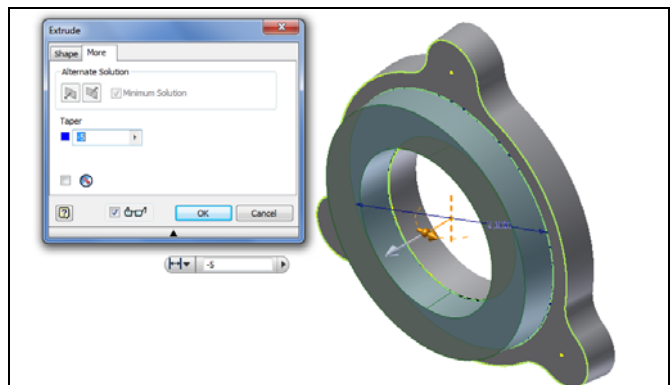 Extrude
Shape More
Alternate Solution
Minimum Solution
Taper
-5
OK Cancel
-5